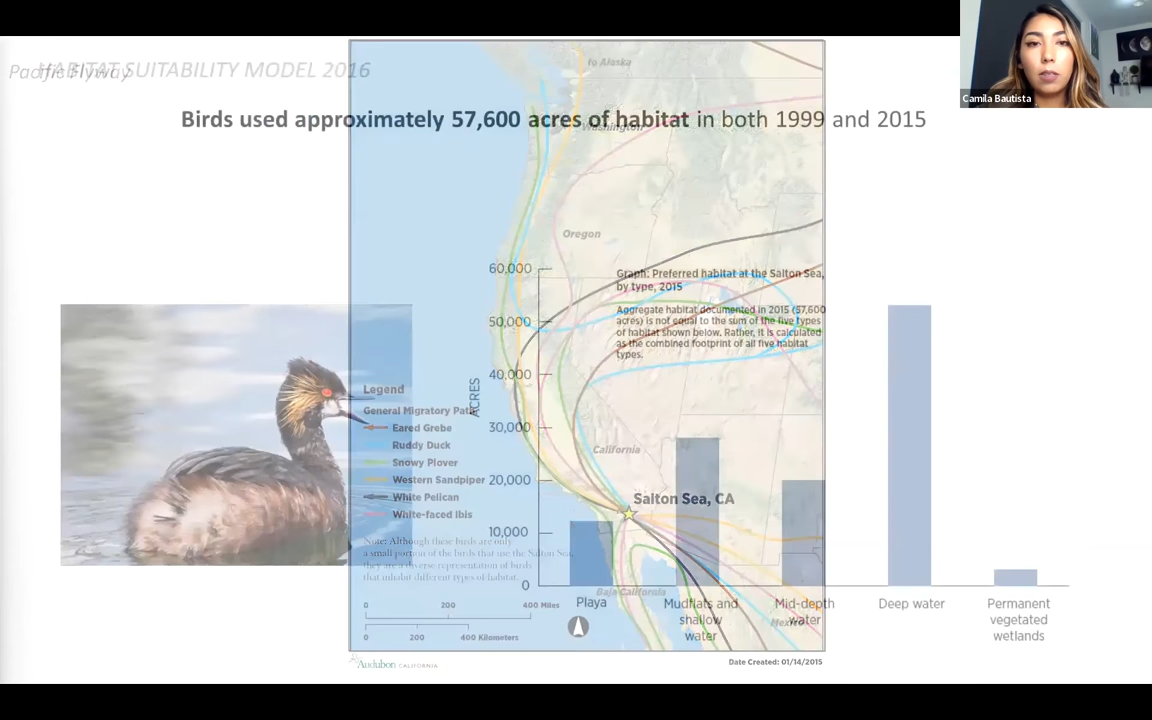 Camila Bautista
Pacific Flyway
HABITAT SUITABILITY MODEL 2016
Birds used approximately 57,600 acres of habitat in both 1999 and 2015
to Alaska
Washington
Oregon
California
Salton Sea, CA
Baja California
Mexico
Graph: Preferred habitat at the Salton Sea,
by type, 2015
Aggregate habitat documented in 2015 (57,600
acres) is not equal to the sum of the five types
of habitat shown below. Rather, it is calculated
as the combined footprint of all five habitat
types.
60,000
50,000
40,000
30,000
20,000
10,000
0
ACRES
Legend
General Migratory Path
Eared Grebe
Ruddy Duck
Snowy Plover
Western Sandpiper
White Pelican
White-faced Ibis
Note: Although these birds are only
a small portion of the birds that use the Salton Sea,
they are a diverse representation of birds
that inhabit different types of habitat.
0 200 400 Miles
0 200 400 Kilometers
Playa
Mudflats and
shallow
water
Mid-depth
water
Deep water
Permanent
vegetated
wetlands
Audubon CALIFORNIA
Date Created: 01/14/2015